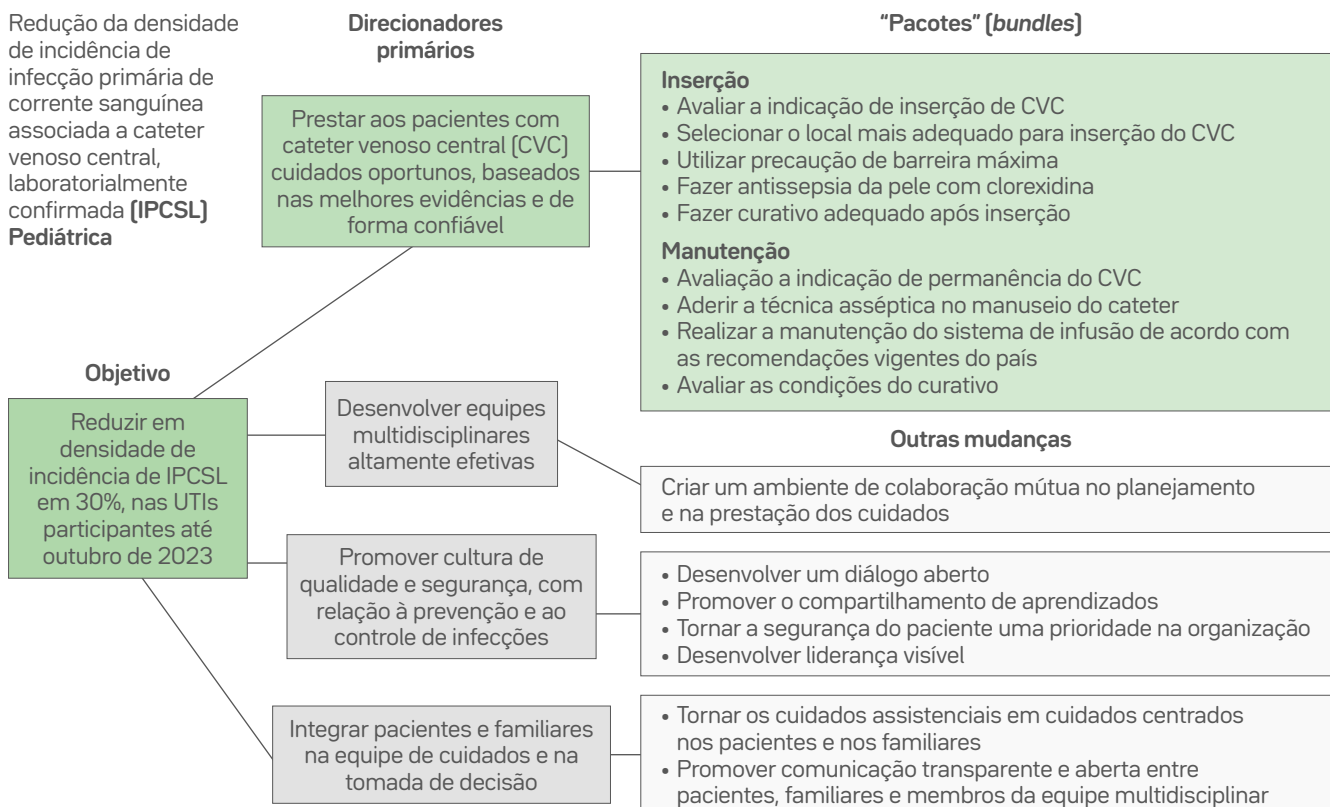 Redução da densidade
de incidência de
infecção primária de
corrente sanguínea
associada a cateter
venoso central,
laboratorialmente
confirmada (IPCSL)
Pediátrica
Direcionadores
primários
Prestar aos pacientes com
cateter venoso central (CVC)
cuidados oportunos, baseados
nas melhores evidências e de
forma confiável
“Pacotes” (bundles)
Inserção
• Avaliar a indicação de inserção de CVC
• Selecionar o local mais adequado para inserção do CVC
• Utilizar precaução de barreira máxima
• Fazer antissepsia da pele com clorexidina
• Fazer curativo adequado após inserção
Manutenção
• Avaliação a indicação de permanência do CVC
• Aderir a técnica asséptica no manuseio do cateter
• Realizar a manutenção do sistema de infusão de acordo com
as recomendações vigentes do país
• Avaliar as condições do curativo
Objetivo
Reduzir em
densidade de
incidência de IPCSL
em 30%, nas UTIs
participantes até
outubro de 2023
Desenvolver equipes
multidisciplinares
altamente efetivas
Outras mudanças
Criar um ambiente de colaboração mútua no planejamento
e na prestação dos cuidados
Promover cultura de
qualidade e segurança, com
relação à prevenção e ao
controle de infecções
• Desenvolver um diálogo aberto
• Promover o compartilhamento de aprendizados
• Tornar a segurança do paciente uma prioridade na organização
• Desenvolver liderança visível
Integrar pacientes e familiares
na equipe de cuidados e na
tomada de decisão
• Tornar os cuidados assistenciais em cuidados centrados
nos pacientes e nos familiares
• Promover comunicação transparente e aberta entre
pacientes, familiares e membros da equipe multidisciplinar